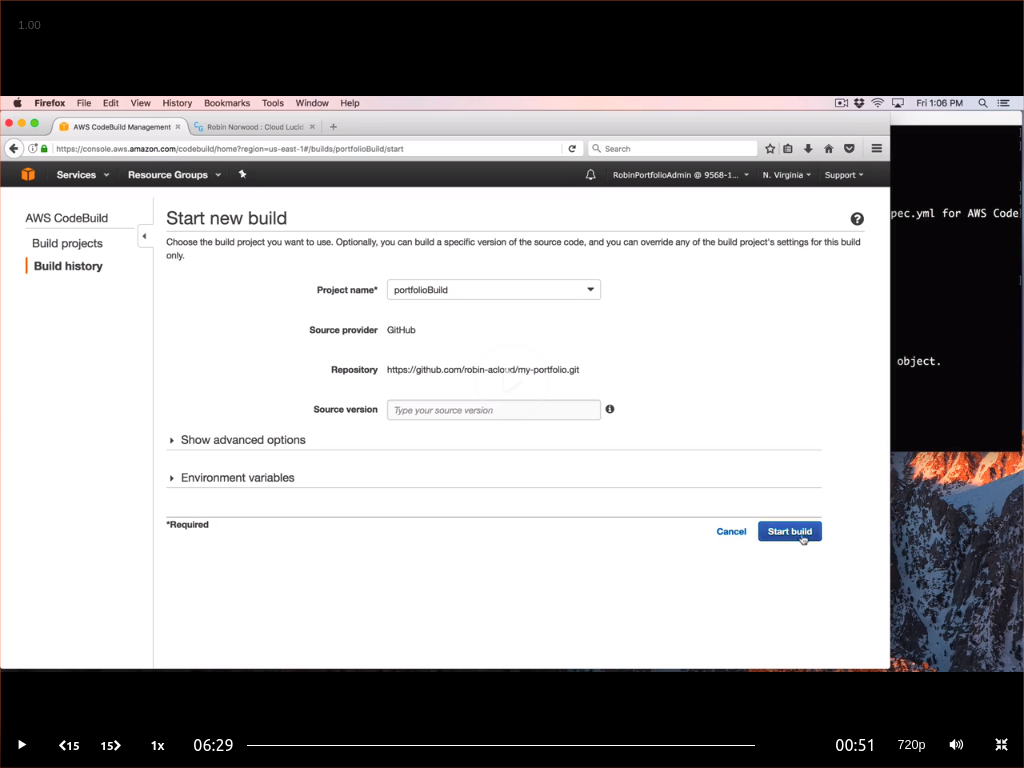 1.00
Firefox File Edit View History Bookmarks Tools Window Help Fri 1:06 PM
AWS CodeBuild Management × Robin Norwood : Cloud Lucid × +
https://console.aws.amazon.com/codebuild/home?region=us-east-1#/builds/portfolioBuild/start Search
Services Resource Groups RobinPortfolioAdmin @ 9568-1... N. Virginia Support
AWS CodeBuild
Build projects
Build history
Start new build
Choose the build project you want to use. Optionally, you can build a specific version of the source code, and you can override any of the build project's settings for this build
only.
Project name* portfolioBuild
Source provider GitHub
Repository https://github.com/robin-acloud/my-portfolio.git
Source version Type your source version
Show advanced options
Environment variables
*Required
Cancel Start build
pec.yml for AWS Code
object.
15 15 1x 06:29 00:51 720p